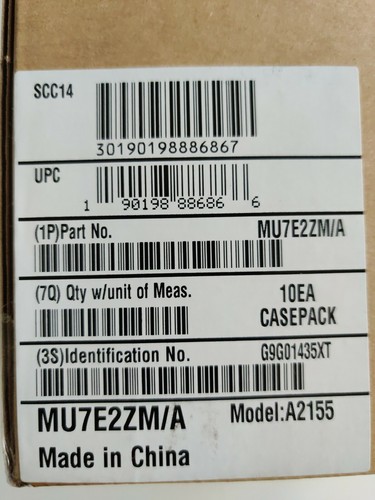 SCC14
30190198886867
UPC
1 90198 88686 6
(1P)Part No. MU7E2ZM/A
(7Q) Qty w/unit of Meas. 10EA
CASEPACK
(3S)Identification No. G9G01435XT
MU7E2ZM/A Model:A2155
Made in China